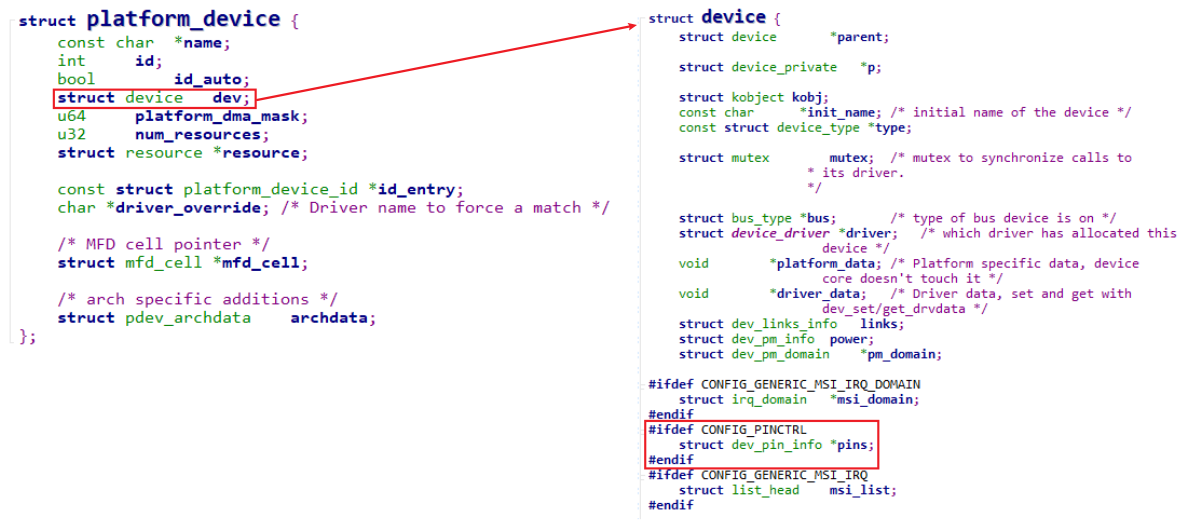 struct platform_device {
const char *name;
int id;
bool id_auto;
struct device dev;
u64 platform_dma_mask;
u32 num_resources;
struct resource *resource;
const struct platform_device_id *id_entry;
char *driver_override; /* Driver name to force a match */
/* MFD cell pointer */
struct mfd_cell *mfd_cell;
/* arch specific additions */
struct pdev_archdata archdata;
};
struct device {
struct device *parent;
struct device_private *p;
struct kobject kobj;
const char *init_name; /* initial name of the device */
const struct device_type *type;
struct mutex mutex; /* mutex to synchronize calls to
* its driver.
*/
struct bus_type *bus; /* type of bus device is on */
struct device_driver *driver; /* which driver has allocated this
device */
void *platform_data; /* Platform specific data, device
core doesn't touch it */
void *driver_data; /* Driver data, set and get with
dev_set/get_drvdata */
struct dev_links_info links;
struct dev_pm_info power;
struct dev_pm_domain *pm_domain;
#ifdef CONFIG_GENERIC_MSI_IRQ_DOMAIN
struct irq_domain *msi_domain;
#endif
#ifdef CONFIG_PINCTRL
struct dev_pin_info *pins;
#endif
#ifdef CONFIG_GENERIC_MSI_IRQ
struct list_head msi_list;
#endif